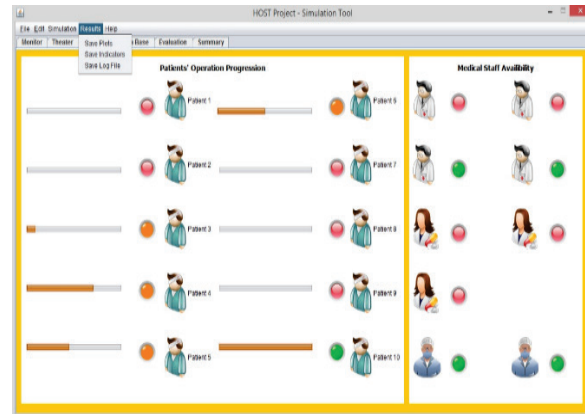 HOST Project - Simulation Tool
File Edit Simulation Results Help
Monitor Theater Base Evaluation Summary
Save Plots
Save Indicators
Save Log File
Patients' Operation Progression
Medical Staff Availibility
Patient 1
Patient 6
Patient 2
Patient 7
Patient 3
Patient 8
Patient 4
Patient 9
Patient 5
Patient 10